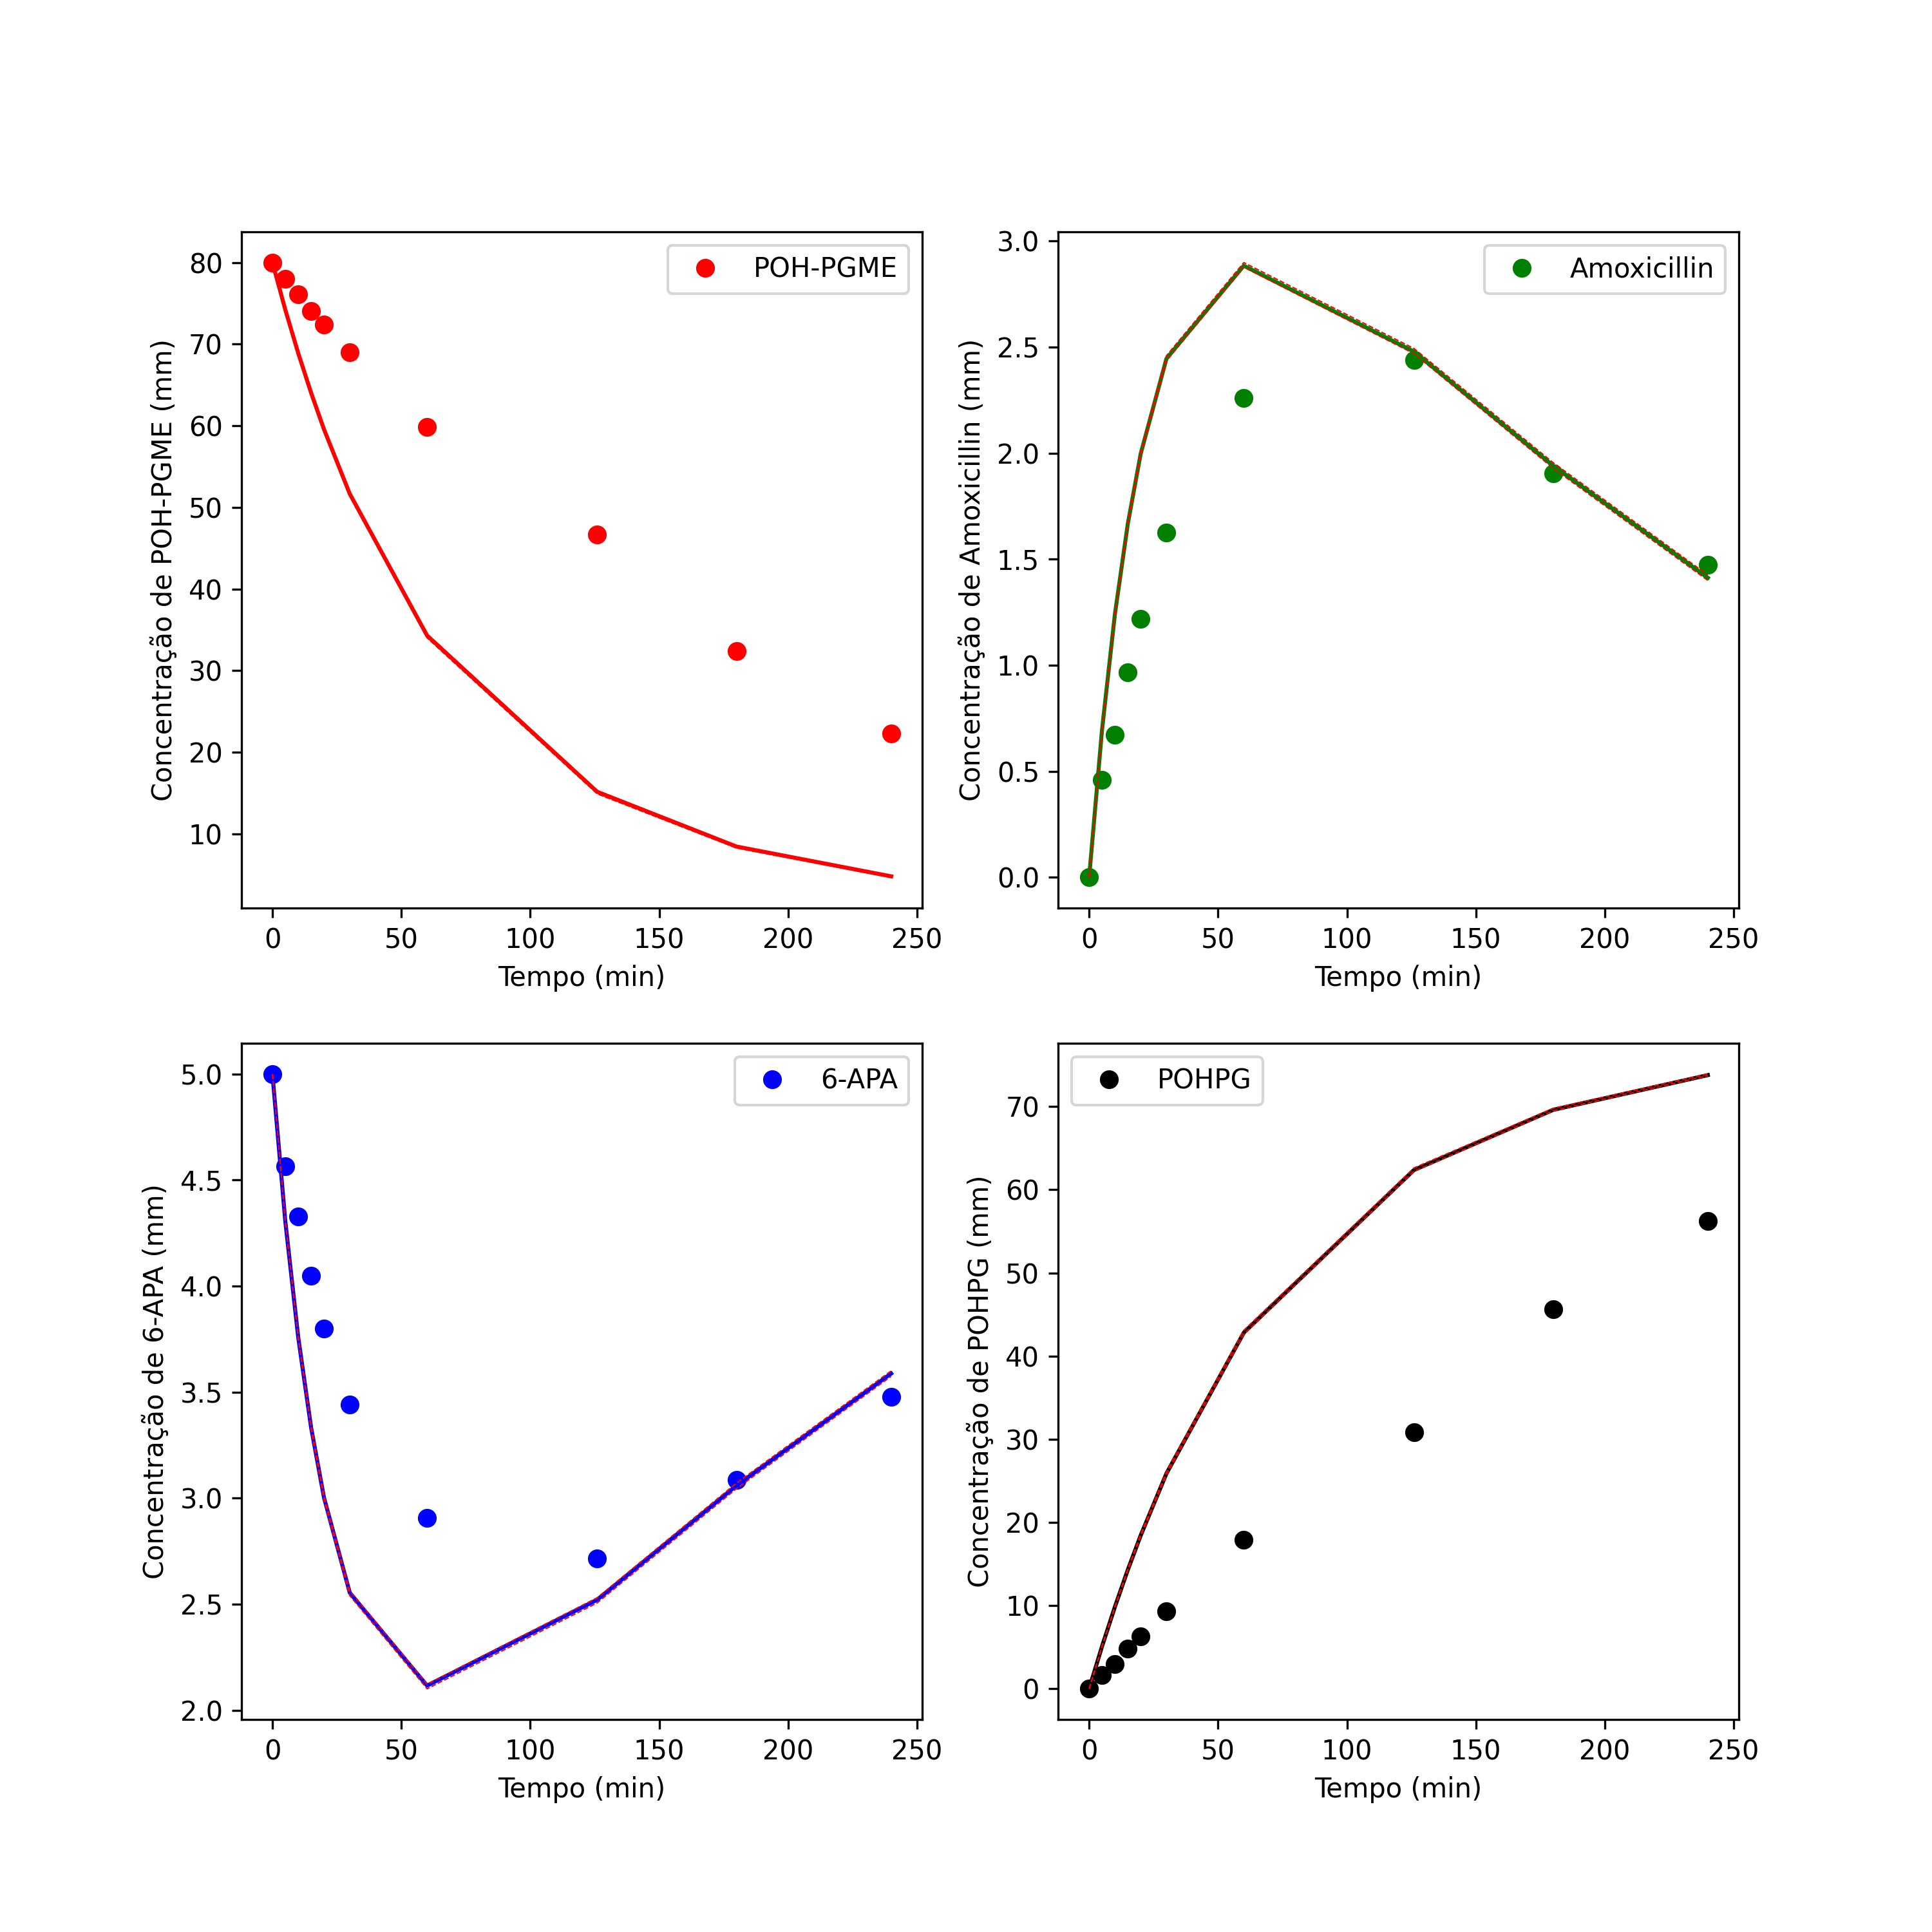 POH-PGME
Concentração de POH-PGME (mm)
80
70
60
50
40
30
20
10
0 50 100 150 200 250
Tempo (min)
Amoxicillin
Concentração de Amoxicillin (mm)
3.0
2.5
2.0
1.5
1.0
0.5
0.0
0 50 100 150 200 250
Tempo (min)
6-APA
Concentração de 6-APA (mm)
5.0
4.5
4.0
3.5
3.0
2.5
2.0
0 50 100 150 200 250
Tempo (min)
POHPG
Concentração de POHPG (mm)
70
60
50
40
30
20
10
0
0 50 100 150 200 250
Tempo (min)